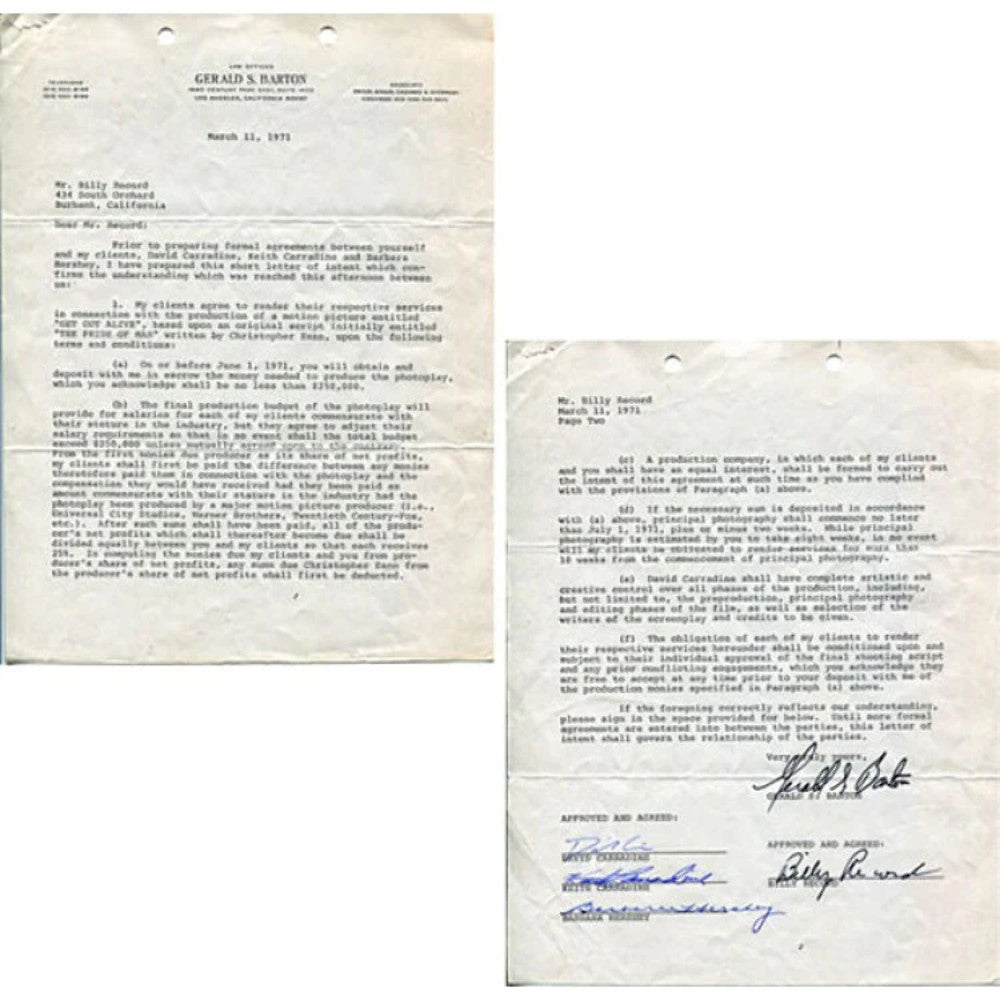 LAW OFFICES
GERALD S. BARTON
1880 CENTURY PARK EAST, SUITE
LOS ANGELES, CALIFORNIA
TELEPHONE
March 11, 1971
Mr. Billy Record
434 South Orchard
Burbank, California
Dear Mr. Record:
Prior to preparing formal agreements between yourself
and my clients, David Carradine, Keith Carradine and Barbara
Hershey, I have prepared this short letter of intent which con-
firms the understanding which was reached this afternoon between
us:
1. My clients agree to render their respective services
in connection with the production of a motion picture entitled
"GET OUT ALIVE", based upon an original script initially entitled
"THE PRIDE OF MAN" written by Christopher, upon the following
terms and conditions:
(a) On or before June 1, 1971, you will obtain and
deposit with me in escrow the money needed to produce the photoplay,
which you acknowledge shall be no less than $250,000.
(b) The final production budget of the photoplay will
provide for salaries for each of my clients commensurate with
their stature in the industry, but they agree to adjust their
salary requirements so that in no event shall the total budget
exceed $250,000 unless mutually agreed upon to the contrary.
From the first monies due producer as its share of net profits,
my clients shall first be paid the difference between any monies
theretofore paid in connection with the photoplay and the
compensation they would have received had they been paid an
amount commensurate with their stature in the industry had the
photoplay been produced by a major motion picture producer (i.e.,
Universal City Studios, Warner Brothers, Twentieth Century-Fox,
etc.). After such sums shall have been paid, all of the produ-
cer's net profits which shall thereafter become due shall be
divided equally between you and my clients so that each receives
25%. In computing the monies due my clients and you from pro-
ducer's share of net profits, any sums due Christopher from
the producer's share of net profits shall first be deducted.
Mr. Billy Record
March 11, 1971
Page Two
(c) A production company, in which each of my clients
and you shall have an equal interest, shall be formed to carry out
the intent of this agreement at such time as you have complied
with the provisions of Paragraph (a) above.
(d) If the necessary sum is deposited in accordance
with (a) above, principal photography shall commence no later
than July 1, 1971, plus or minus two weeks. While principal
photography is estimated by you to take eight weeks, in no event
will my clients be obligated to render services for more than
10 weeks from the commencement of principal photography.
(e) David Carradine shall have complete artistic and
creative control over all phases of the production, including,
but not limited to, the preproduction, principal photography
and editing phases of the film, as well as selection of the
writers of the screenplay and credits to be given.
(f) The obligation of each of my clients to render
their respective services hereunder shall be conditioned upon and
subject to their individual approval of the final shooting script
and any prior conflicting engagements, which you acknowledge they
are free to accept at any time prior to your deposit with me of
the production monies specified in Paragraph (a) above.
If the foregoing correctly reflects our understanding,
please sign in the space provided for below. Until more formal
agreements are entered into between the parties, this letter of
intent shall govern the relationship of the parties.
Very truly yours,
Gerald S Barton
GERALD S. BARTON
APPROVED AND AGREED:
DAVID CARRADINE
Keith Carradine
KEITH CARRADINE
Barbara Hershey
BARBARA HERSHEY
APPROVED AND AGREED:
Billy Record
BILLY RECORD